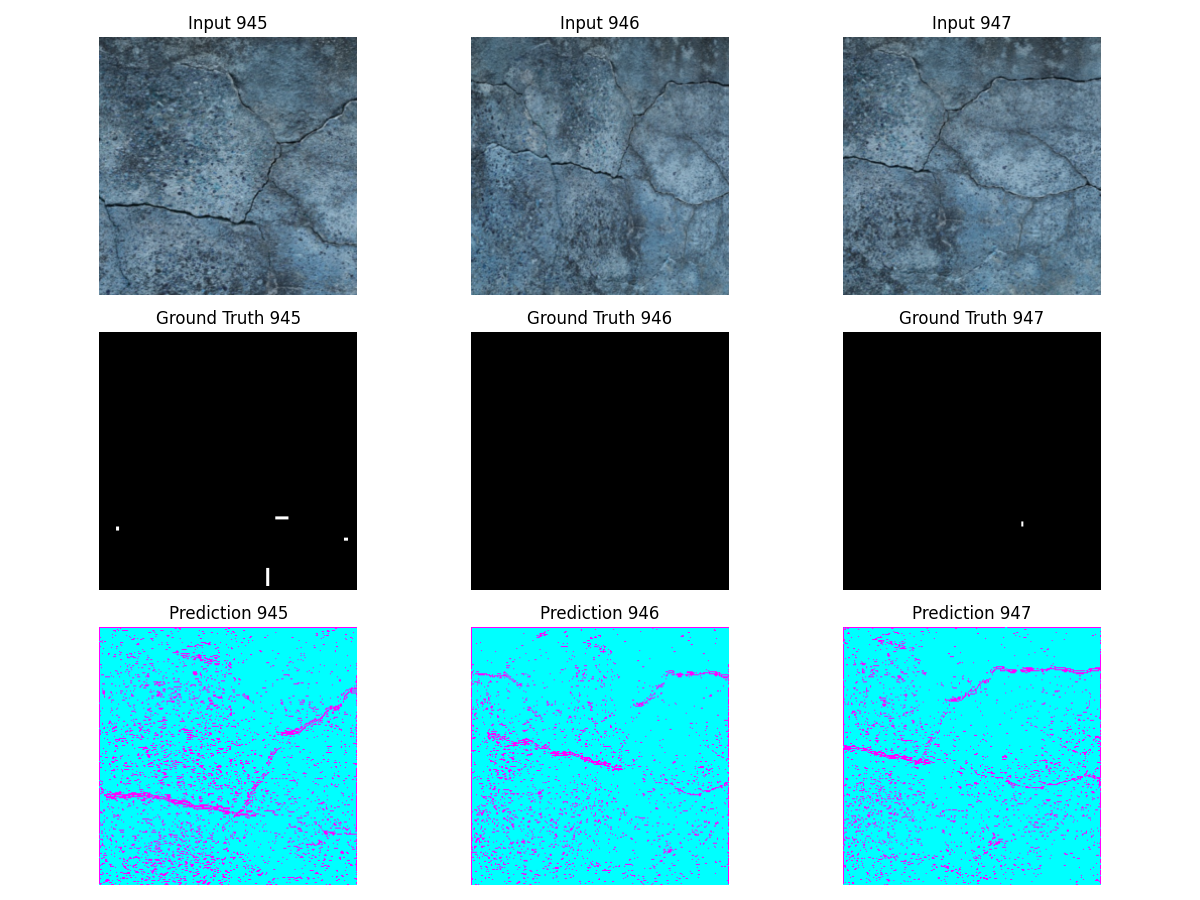 Input 945
Input 946
Input 947
Ground Truth 945
Ground Truth 946
Ground Truth 947
Prediction 945
Prediction 946
Prediction 947